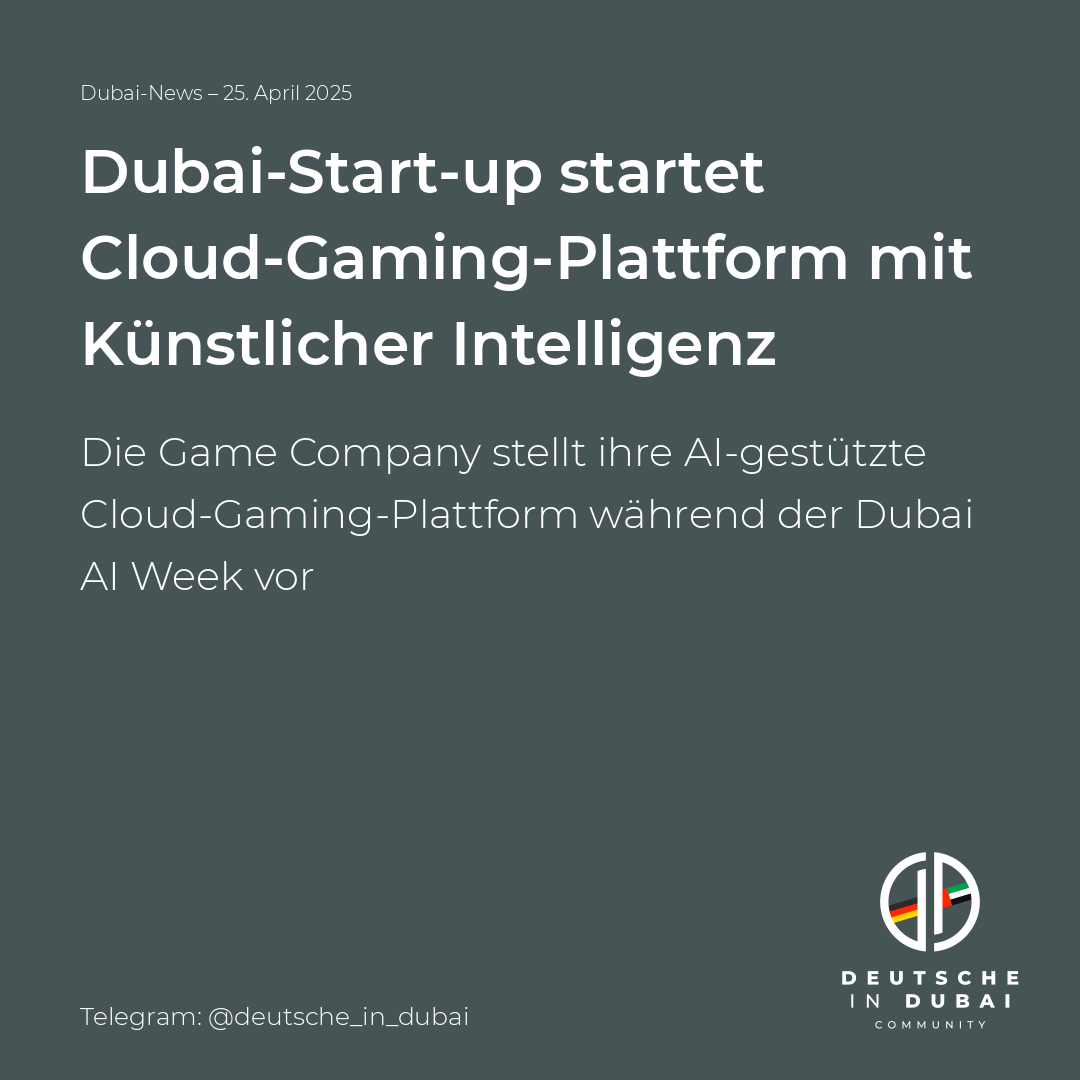 Dubai-News – 25. April 2025
Dubai-Start-up startet
Cloud-Gaming-Plattform mit
Künstlicher Intelligenz
Die Game Company stellt ihre AI-gestützte
Cloud-Gaming-Plattform während der Dubai
AI Week vor
DEUTSCHE
IN DUBAI
COMMUNITY
Telegram: @deutsche_in_dubai